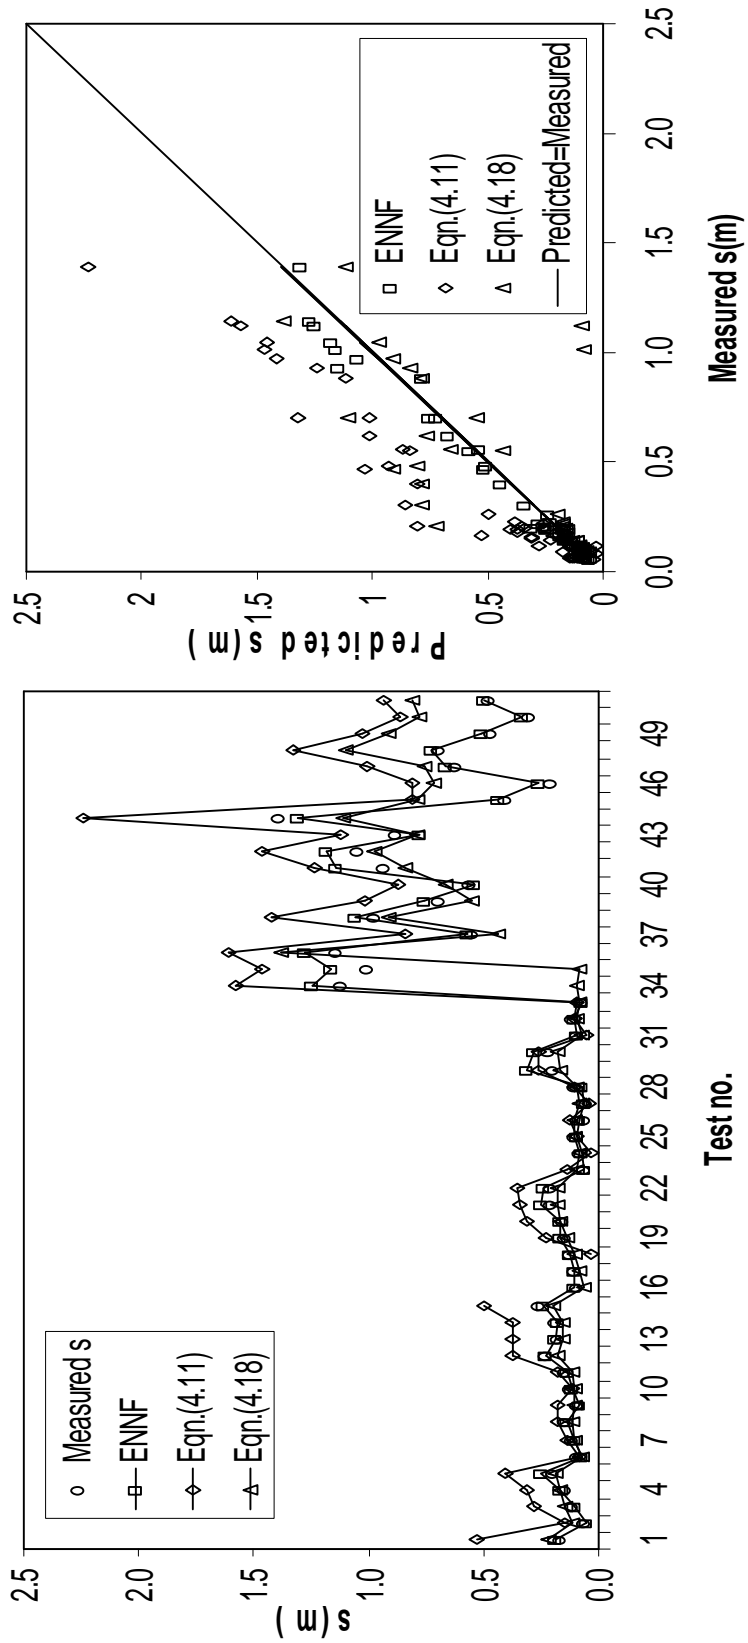 2.5
2.0
1.5
1.0
0.5
0.0
s(m)
1
4
7
10
13
16
19
22
25
28
31
34
37
40
43
46
49
Test no.
Measured s
ENNF
Eqn.(4.11)
Eqn.(4.18)
2.5
2
1.5
1
0.5
0
Predicted s(m)
0.0
0.5
1.0
1.5
2.0
2.5
Measured s(m)
ENNF
Eqn.(4.11)
Eqn.(4.18)
Predicted=Measured